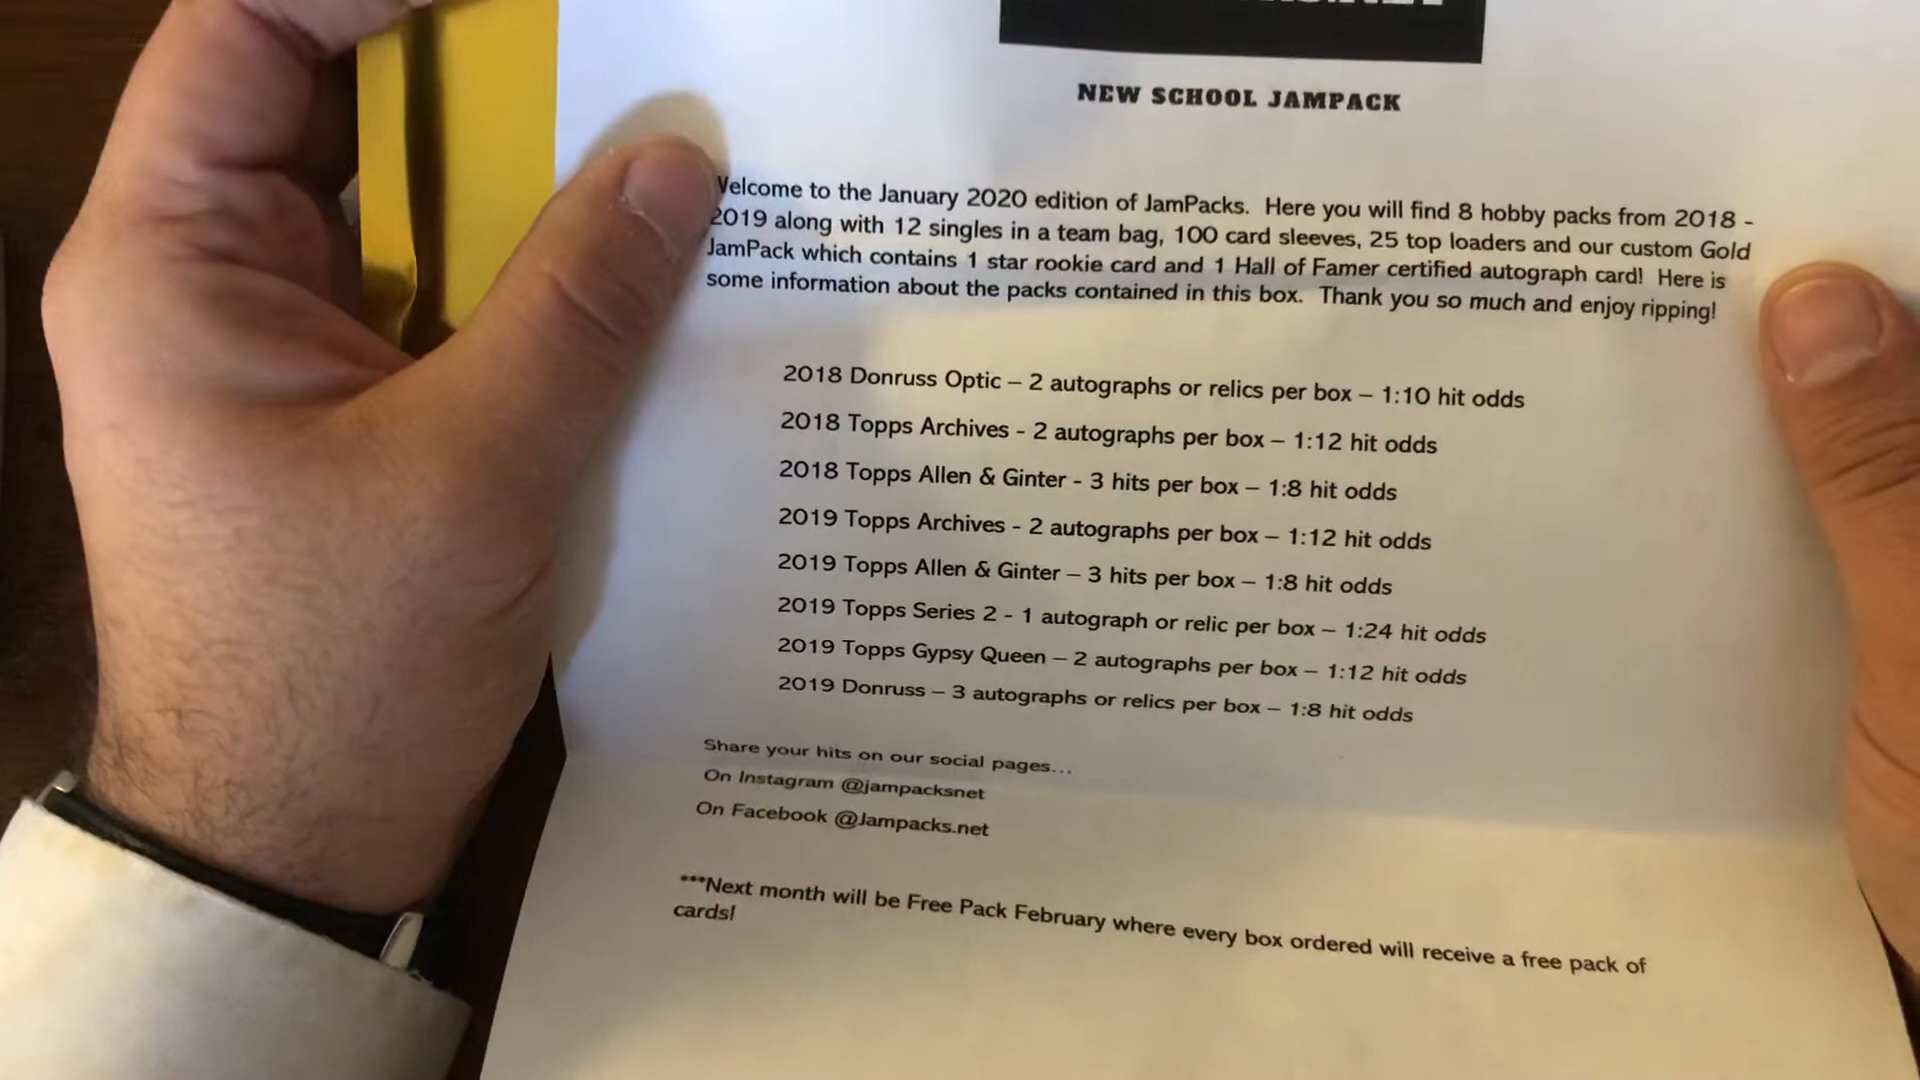 NEW SCHOOL JAMPACK
Welcome to the January 2020 edition of JamPacks. Here you will find 8 hobby packs from 2018 -
2019 along with 12 singles in a team bag, 100 card sleeves, 25 top loaders and our custom Gold
JamPack which contains 1 star rookie card and 1 Hall of Famer certified autograph card! Here is
some information about the packs contained in this box. Thank you so much and enjoy ripping!
2018 Donruss Optic – 2 autographs or relics per box – 1:10 hit odds
2018 Topps Archives - 2 autographs per box – 1:12 hit odds
2018 Topps Allen & Ginter - 3 hits per box – 1:8 hit odds
2019 Topps Archives - 2 autographs per box – 1:12 hit odds
2019 Topps Allen & Ginter – 3 hits per box – 1:8 hit odds
2019 Topps Series 2 - 1 autograph or relic per box – 1:24 hit odds
2019 Topps Gypsy Queen – 2 autographs per box – 1:12 hit odds
2019 Donruss – 3 autographs or relics per box – 1:8 hit odds
Share your hits on our social pages...
On Instagram @jampacksnet
On Facebook @Jampacks.net
***Next month will be Free Pack February where every box ordered will receive a free pack of
cards!